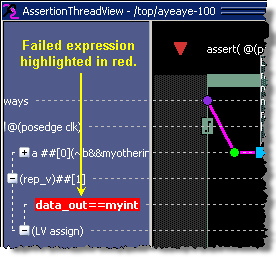 AssertionThreadView - /top/ayeaye-100
Failed expression
highlighted in red.
assert( @(po
ways
l@(posedge clk)
a ##[0](~b&&myotherin
(rep_v)##[1]
data_out==myint
(LV assign)